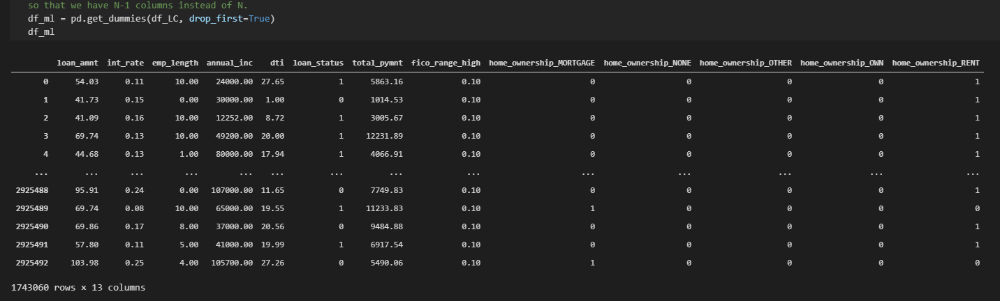 so that we have N-1 columns instead of N.
df_ml = pd.get_dummies(df_LC, drop_first=True)
df_ml
loan_amnt int_rate emp_length annual_inc dti loan_status total_pymnt fico_range_high home_ownership_MORTGAGE home_ownership_NONE home_ownership_OTHER home_ownership_OWN home_ownership_RENT
0 54.03 0.11 10.00 24000.00 27.65 1 5863.16 0.10 0 0 0 0 1
1 41.73 0.15 0.00 30000.00 1.00 0 1014.53 0.10 0 0 0 0 1
2 41.09 0.16 10.00 12252.00 8.72 1 3005.67 0.10 0 0 0 0 1
3 69.74 0.13 10.00 49200.00 20.00 1 12231.89 0.10 0 0 0 0 1
4 44.68 0.13 1.00 80000.00 17.94 1 4066.91 0.10 0 0 0 0 1
... ... ... ... ... ... ... ... ... ... ... ... ... ...
2925488 95.91 0.24 0.00 107000.00 11.65 0 7749.83 0.10 0 0 0 0 1
2925489 69.74 0.08 10.00 65000.00 19.55 1 11233.83 0.10 1 0 0 0 0
2925490 69.86 0.17 8.00 37000.00 20.56 0 9484.88 0.10 0 0 0 0 1
2925491 57.80 0.11 5.00 41000.00 19.99 1 6917.54 0.10 0 0 0 0 1
2925492 103.98 0.25 4.00 105700.00 27.26 0 5490.06 0.10 1 0 0 0 0
1743060 rows × 13 columns